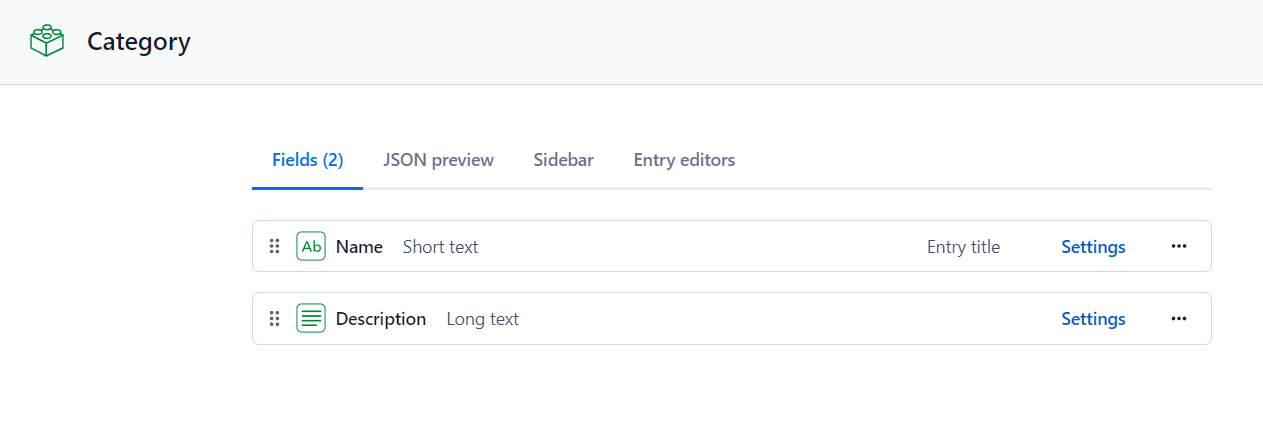 Category
Fields (2) JSON preview Sidebar Entry editors
Ab Name Short text Entry title Settings ···
Description Long text Settings ···